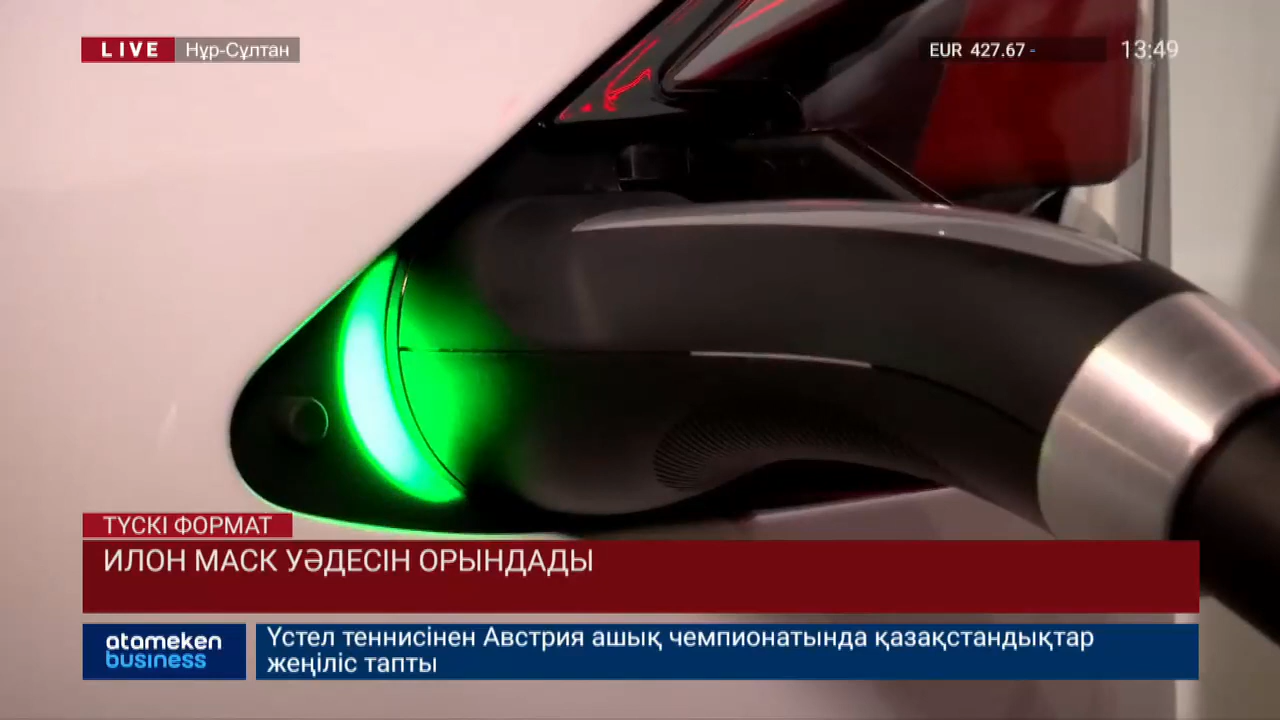 LIVE Нұр-Сұлтан
EUR 427.67 -
13:49
ТҮСКІ ФОРМАТ
ИЛОН МАСК УӘДЕСІН ОРЫНДАДЫ
atameken
business
Үстел теннисінен Австрия ашық чемпионатында қазақстандықтар
жеңіліс тапты